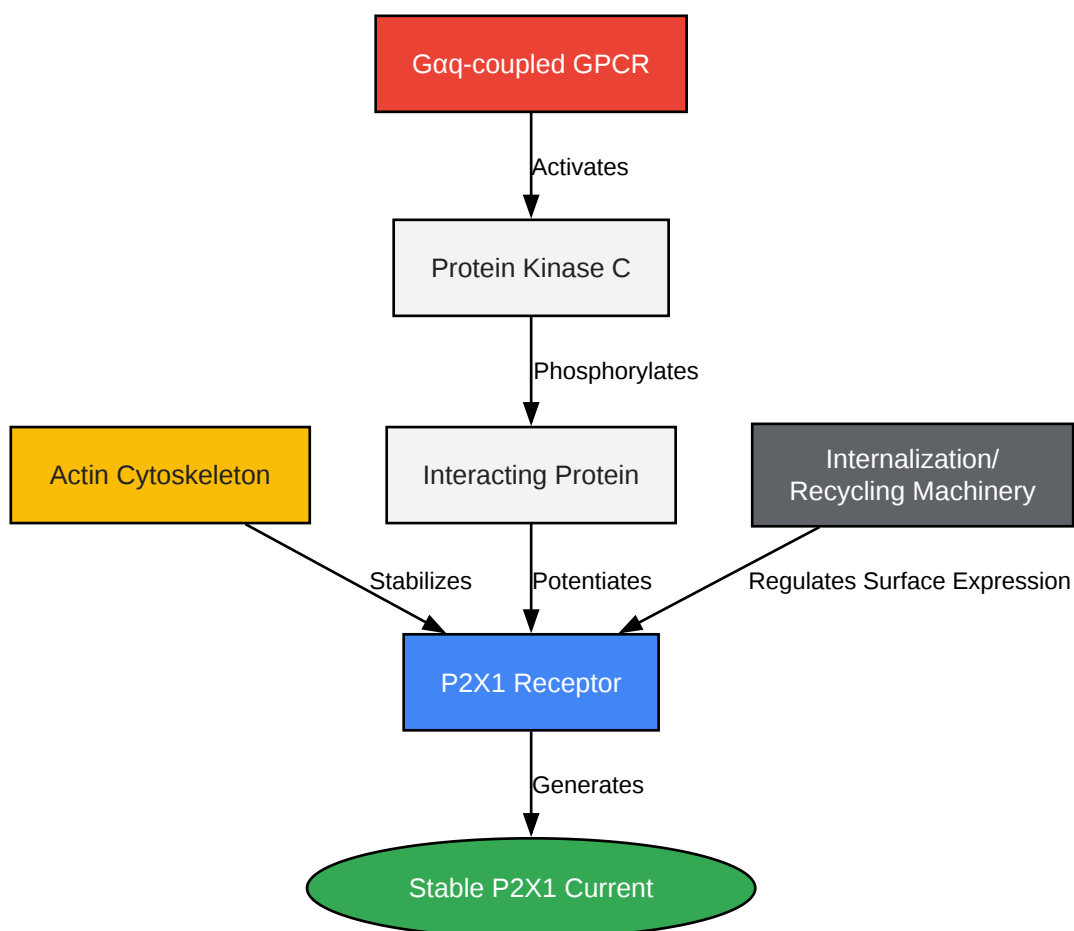 Gαq-coupled GPCR
Activates
Protein Kinase C
Phosphorylates
Actin Cytoskeleton
Interacting Protein
Internalization/
Recycling Machinery
Stabilizes
Potentiates
Regulates Surface Expression
P2X1 Receptor
Generates
Stable P2X1 Current